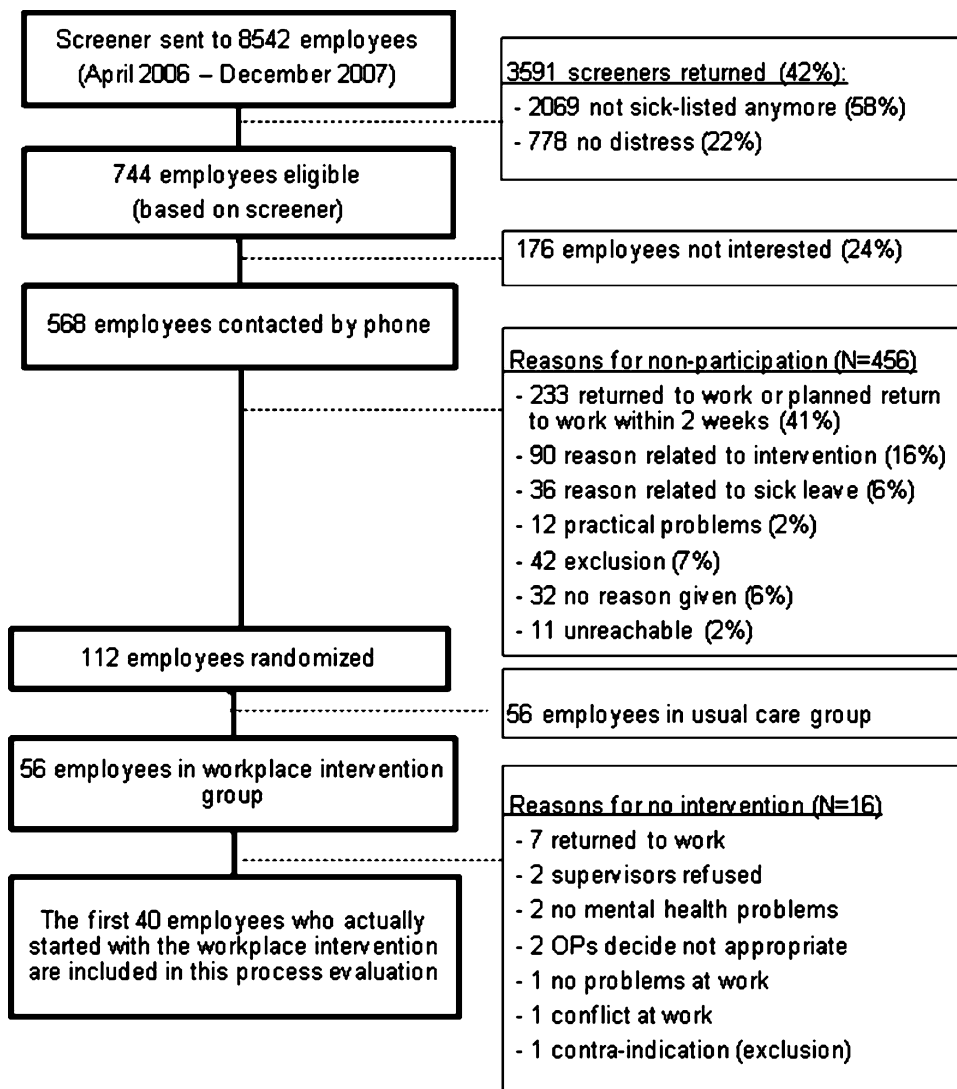 Screener sent to 8542 employees
(April 2006 – December 2007)
3591 screeners returned (42%):
- 2069 not sick-listed anymore (58%)
- 778 no distress (22%)
744 employees eligible
(based on screener)
176 employees not interested (24%)
568 employees contacted by phone
Reasons for non-participation (N=456)
- 233 returned to work or planned return
to work within 2 weeks (41%)
- 90 reason related to intervention (16%)
- 36 reason related to sick leave (6%)
- 12 practical problems (2%)
- 42 exclusion (7%)
- 32 no reason given (6%)
- 11 unreachable (2%)
112 employees randomized
56 employees in usual care group
56 employees in workplace intervention
group
Reasons for no intervention (N=16)
- 7 returned to work
- 2 supervisors refused
- 2 no mental health problems
- 2 OPs decide not appropriate
- 1 no problems at work
- 1 conflict at work
- 1 contra-indication (exclusion)
The first 40 employees who actually
started with the workplace intervention
are included in this process evaluation